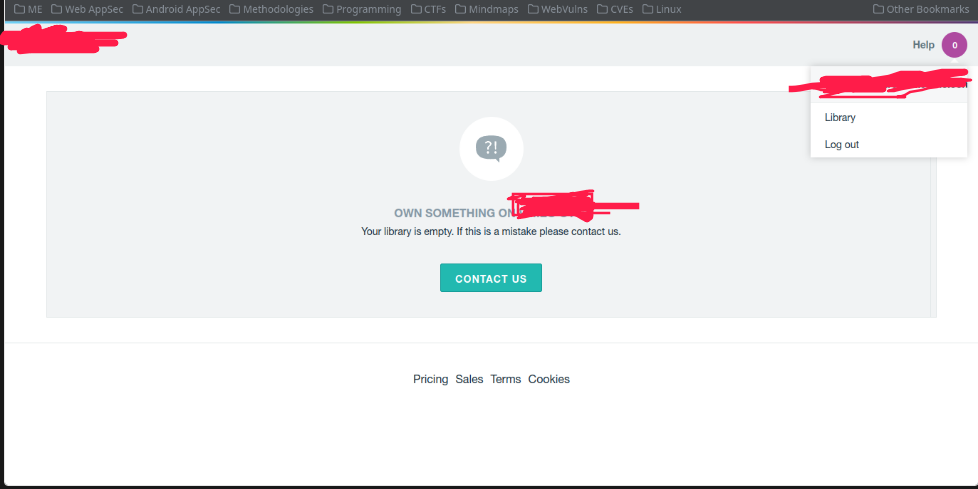 ME Web AppSec Android AppSec Methodologies Programming CTFs Mindmaps WebVulns CVEs Linux Other Bookmarks
Help 0
Library
Log out
?!
OWN SOMETHING ON
Your library is empty. If this is a mistake please contact us.
CONTACT US
Pricing Sales Terms Cookies